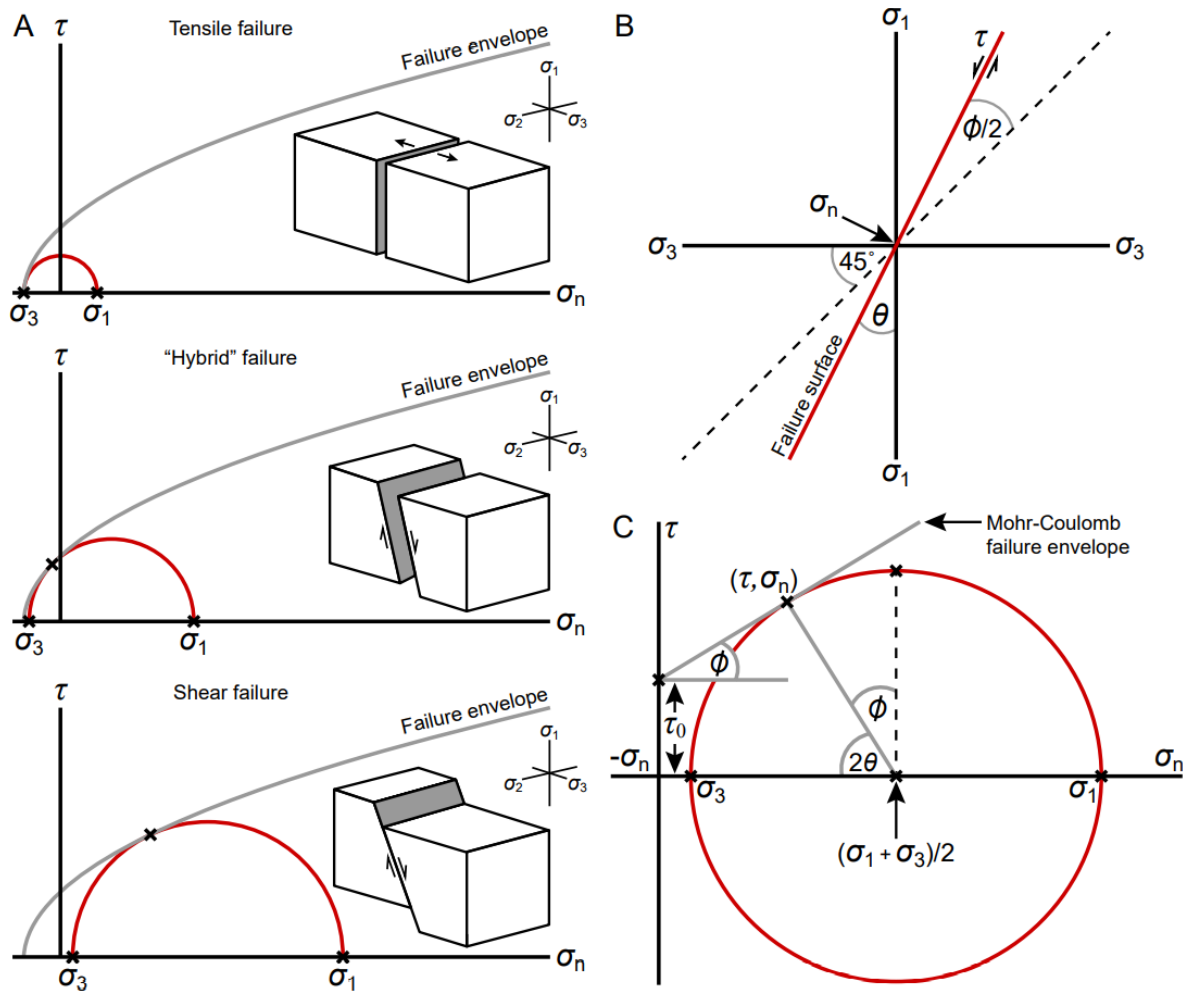 A
τ
Tensile failure
Failure envelope
σ1
σ2
σ3
σ3
σ1
σn
τ
“Hybrid” failure
Failure envelope
σ1
σ2
σ3
σ3
σ1
σn
τ
Shear failure
Failure envelope
σ1
σ2
σ3
σ3
σ1
σn
B
σ1
τ
ϕ/2
σn
σ3
σ3
45°
θ
Failure surface
σ1
C
τ
Mohr-Coulomb
failure envelope
(τ,σn)
ϕ
ϕ
τ0
2θ
-σn
σn
σ3
σ1
(σ1 + σ3)/2